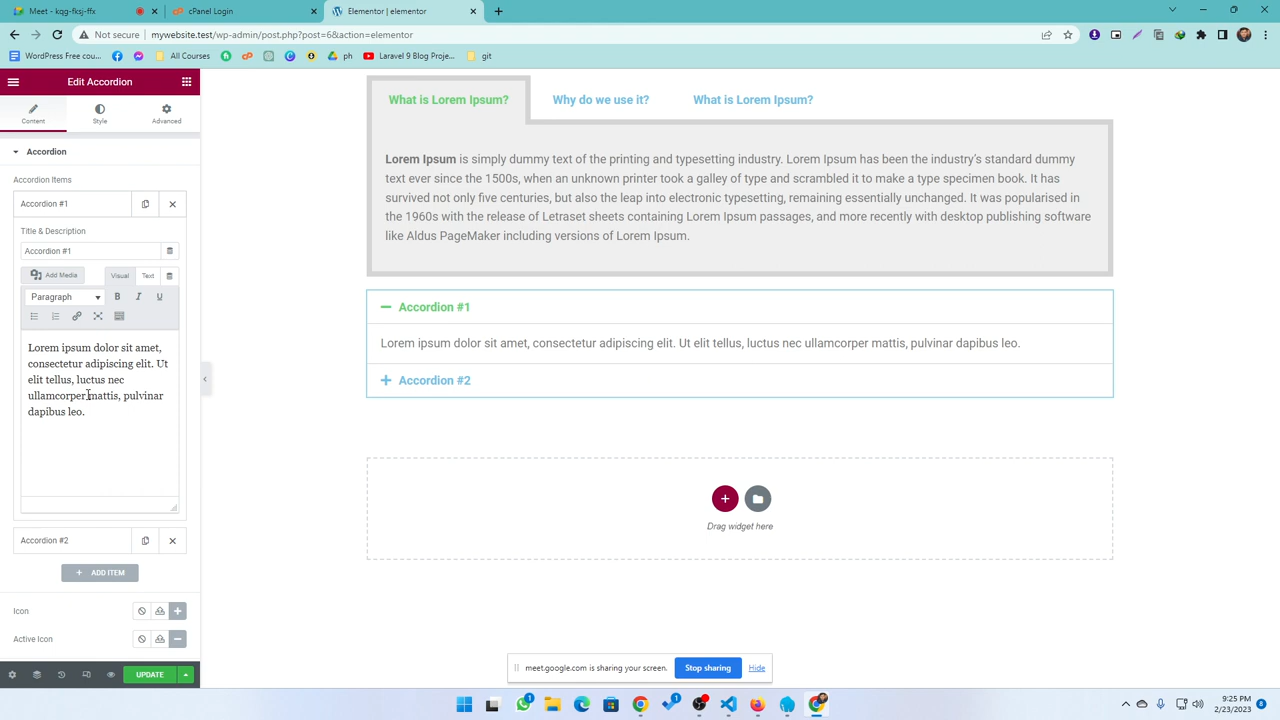 Meet - kqg-rksj-fxc
cPanel Login
Elementor | elementor
Not secure
mywebsite.test/wp-admin/post.php?post=6&action=elementor
WordPress Free cou...
All Courses
ph
Laravel 9 Blog Proje...
git
Edit Accordion
Content
Style
Advanced
Accordion
Accordion Items
Accordion #1
Title & Description
Accordion #1
Add Media
Visual
Text
Paragraph
B
I
U
Lorem ipsum dolor sit amet,
consectetur adipiscing elit. Ut
elit tellus, luctus nec
ullamcorper mattis, pulvinar
dapibus leo.
Accordion #2
ADD ITEM
Icon
Active Icon
UPDATE
What is Lorem Ipsum?
Why do we use it?
What is Lorem Ipsum?
Lorem Ipsum is simply dummy text of the printing and typesetting industry. Lorem Ipsum has been the industry's standard dummy
text ever since the 1500s, when an unknown printer took a galley of type and scrambled it to make a type specimen book. It has
survived not only five centuries, but also the leap into electronic typesetting, remaining essentially unchanged. It was popularised in
the 1960s with the release of Letraset sheets containing Lorem Ipsum passages, and more recently with desktop publishing software
like Aldus PageMaker including versions of Lorem Ipsum.
Accordion #1
Lorem ipsum dolor sit amet, consectetur adipiscing elit. Ut elit tellus, luctus nec ullamcorper mattis, pulvinar dapibus leo.
Accordion #2
Drag widget here
meet.google.com is sharing your screen.
Stop sharing
Hide
9:25 PM
2/23/2023